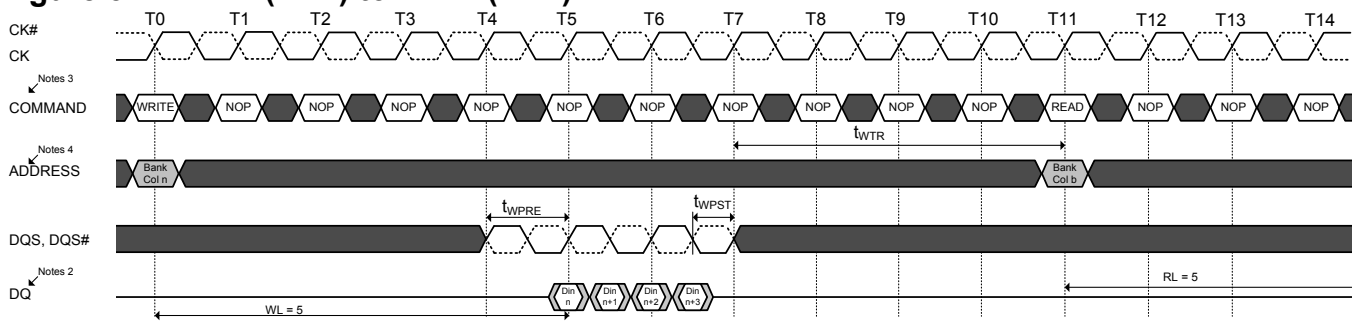 T0 T1 T2 T3 T4 T5 T6 T7 T8 T9 T10 T11 T12 T13 T14
CK#
CK
Notes 3
COMMAND WRITE NOP NOP NOP NOP NOP NOP NOP NOP NOP NOP READ NOP NOP NOP
tWTR
Notes 4
ADDRESS
Bank
Col n
Bank
Col b
tWPRE
tWPST
DQS, DQS#
Notes 2
DQ
Din
n
Din
n+1
Din
n+2
Din
n+3
RL = 5
WL = 5